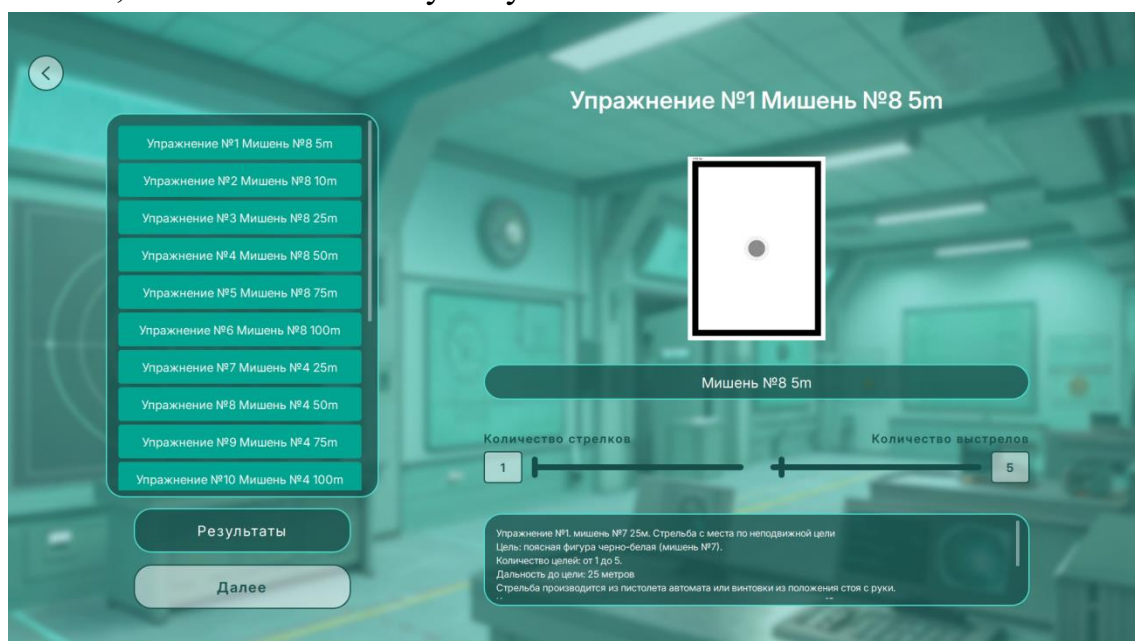 Упражнение №1 Мишень №8 5m
Упражнение №1 Мишень №8 5m
Упражнение №2 Мишень №8 10m
Упражнение №3 Мишень №8 25m
Упражнение №4 Мишень №8 50m
Упражнение №5 Мишень №8 75m
Упражнение №6 Мишень №8 100m
Упражнение №7 Мишень №4 25m
Упражнение №8 Мишень №4 50m
Упражнение №9 Мишень №4 75m
Упражнение №10 Мишень №4 100m
Результаты
Далее
Мишень №8 5m
Количество стрелков
1
Количество выстрелов
5
Упражнение №1. мишень №7 25м. Стрельба с места по неподвижной цели
Цель: поясная фигура черно-белая (мишень №7).
Количество целей: от 1 до 5.
Дальность до цели: 25 метров
Стрельба производится из пистолета автомата или винтовки из положения стоя с руки.